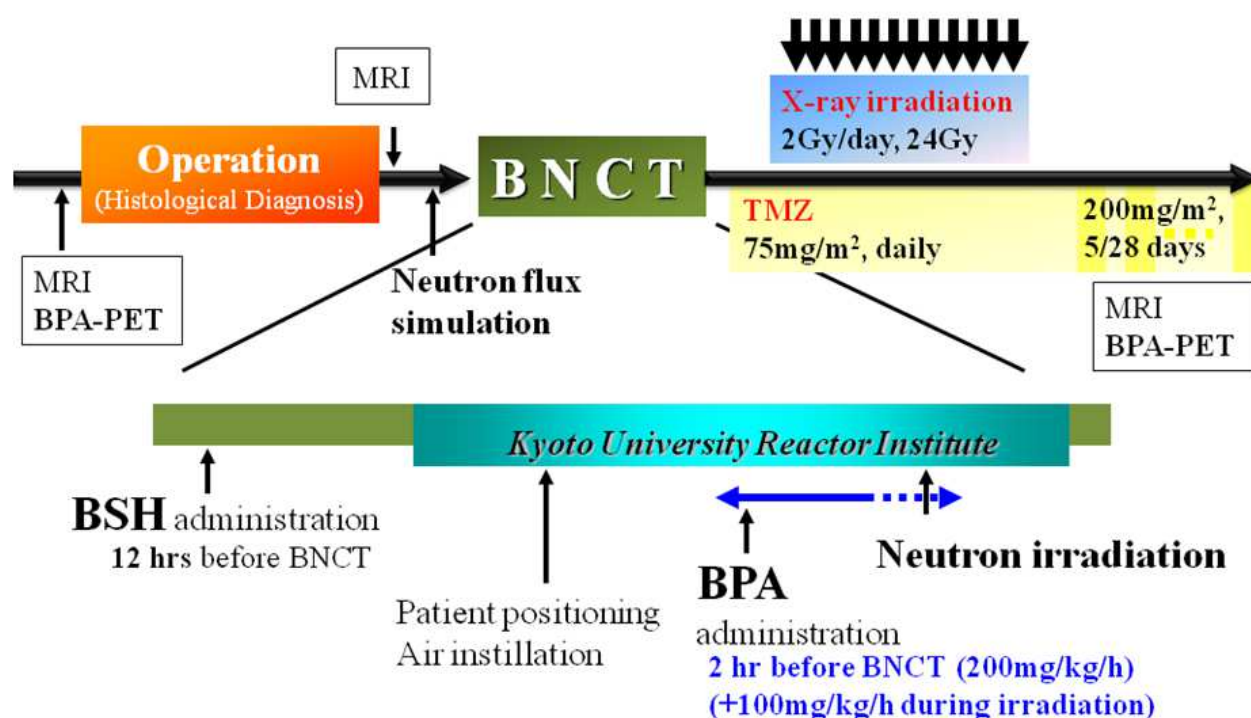 MRI
Operation
(Histological Diagnosis)
BNCT
X-ray irradiation
2Gy/day, 24Gy
MRI
BPA-PET
Neutron flux
simulation
TMZ
75mg/m², daily
200mg/m²,
5/28 days
MRI
BPA-PET
Kyoto University Reactor Institute
BSH administration
12 hrs before BNCT
Patient positioning
Air instillation
BPA
administration
2 hr before BNCT (200mg/kg/h)
(+100mg/kg/h during irradiation)
Neutron irradiation